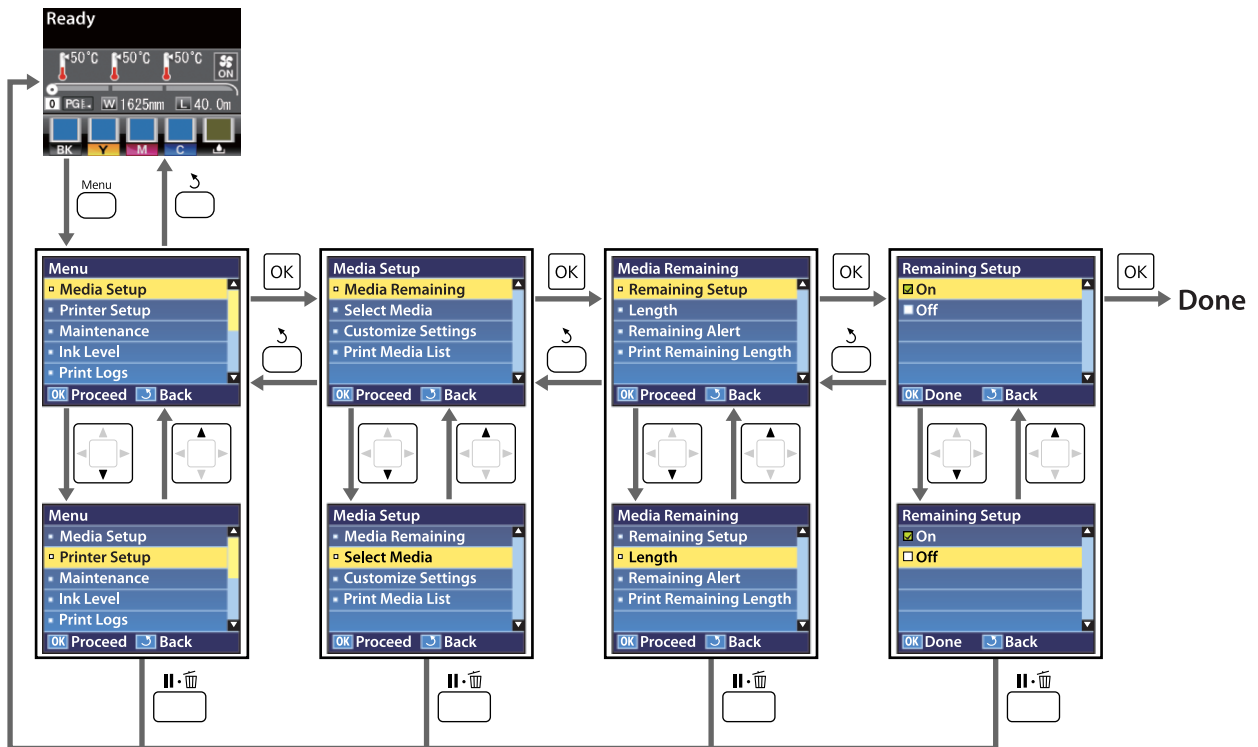 Ready
50°C 50°C 50°C
ON
0 PG W 1625mm L 40.0m
BK Y M C
Menu
Menu
Media Setup
Printer Setup
Maintenance
Ink Level
Print Logs
OK Proceed Back
OK
Media Setup
Media Remaining
Select Media
Customize Settings
Print Media List
OK Proceed Back
OK
Media Remaining
Remaining Setup
Length
Remaining Alert
Print Remaining Length
OK Proceed Back
OK
Remaining Setup
On
Off
OK Done Back
OK
Done
Menu
Media Setup
Printer Setup
Maintenance
Ink Level
Print Logs
OK Proceed Back
Media Setup
Media Remaining
Select Media
Customize Settings
Print Media List
OK Proceed Back
Media Remaining
Remaining Setup
Length
Remaining Alert
Print Remaining Length
OK Proceed Back
Remaining Setup
On
Off
OK Done Back